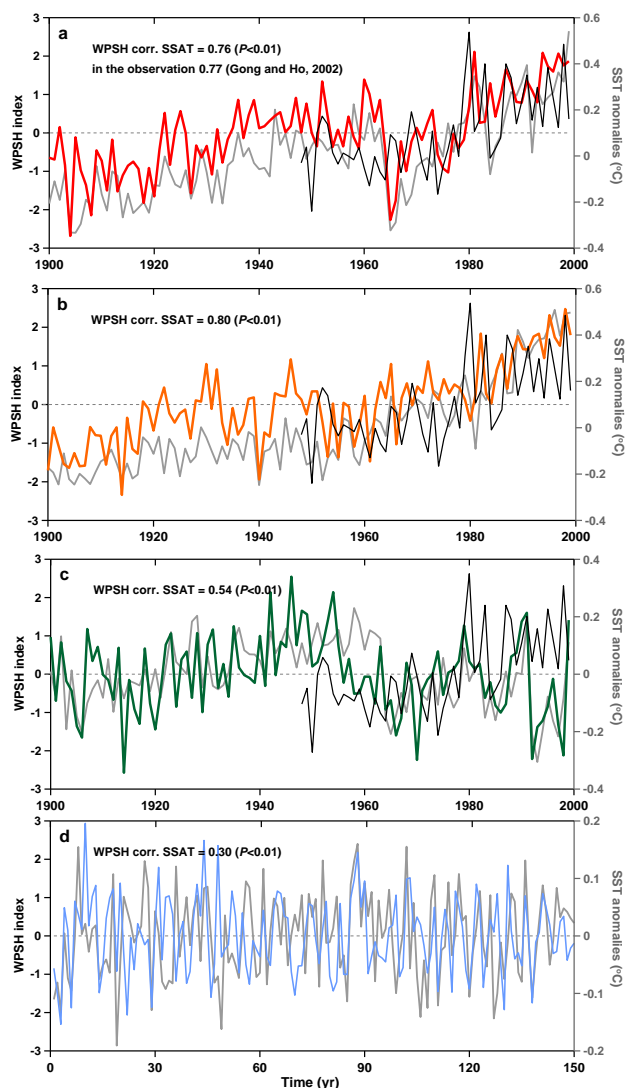 a
WPSH corr. SSAT = 0.76 (P<0.01)
in the observation 0.77 (Gong and Ho, 2002)
WPSH index
SST anomalies (°C)
3
2
1
0
-1
-2
-3
0.6
0.4
0.2
0
-0.2
-0.4
1900 1920 1940 1960 1980 2000
b
WPSH corr. SSAT = 0.80 (P<0.01)
WPSH index
SST anomalies (°C)
3
2
1
0
-1
-2
-3
0.6
0.4
0.2
0
-0.2
-0.4
1900 1920 1940 1960 1980 2000
c
WPSH corr. SSAT = 0.54 (P<0.01)
WPSH index
SST anomalies (°C)
3
2
1
0
-1
-2
-3
0.4
0.2
0
-0.2
-0.4
1900 1920 1940 1960 1980 2000
d
WPSH corr. SSAT = 0.30 (P<0.01)
WPSH index
SST anomalies (°C)
3
2
1
0
-1
-2
-3
0.2
0.1
0
-0.1
-0.2
0 30 60 90 120 150
Time (yr)